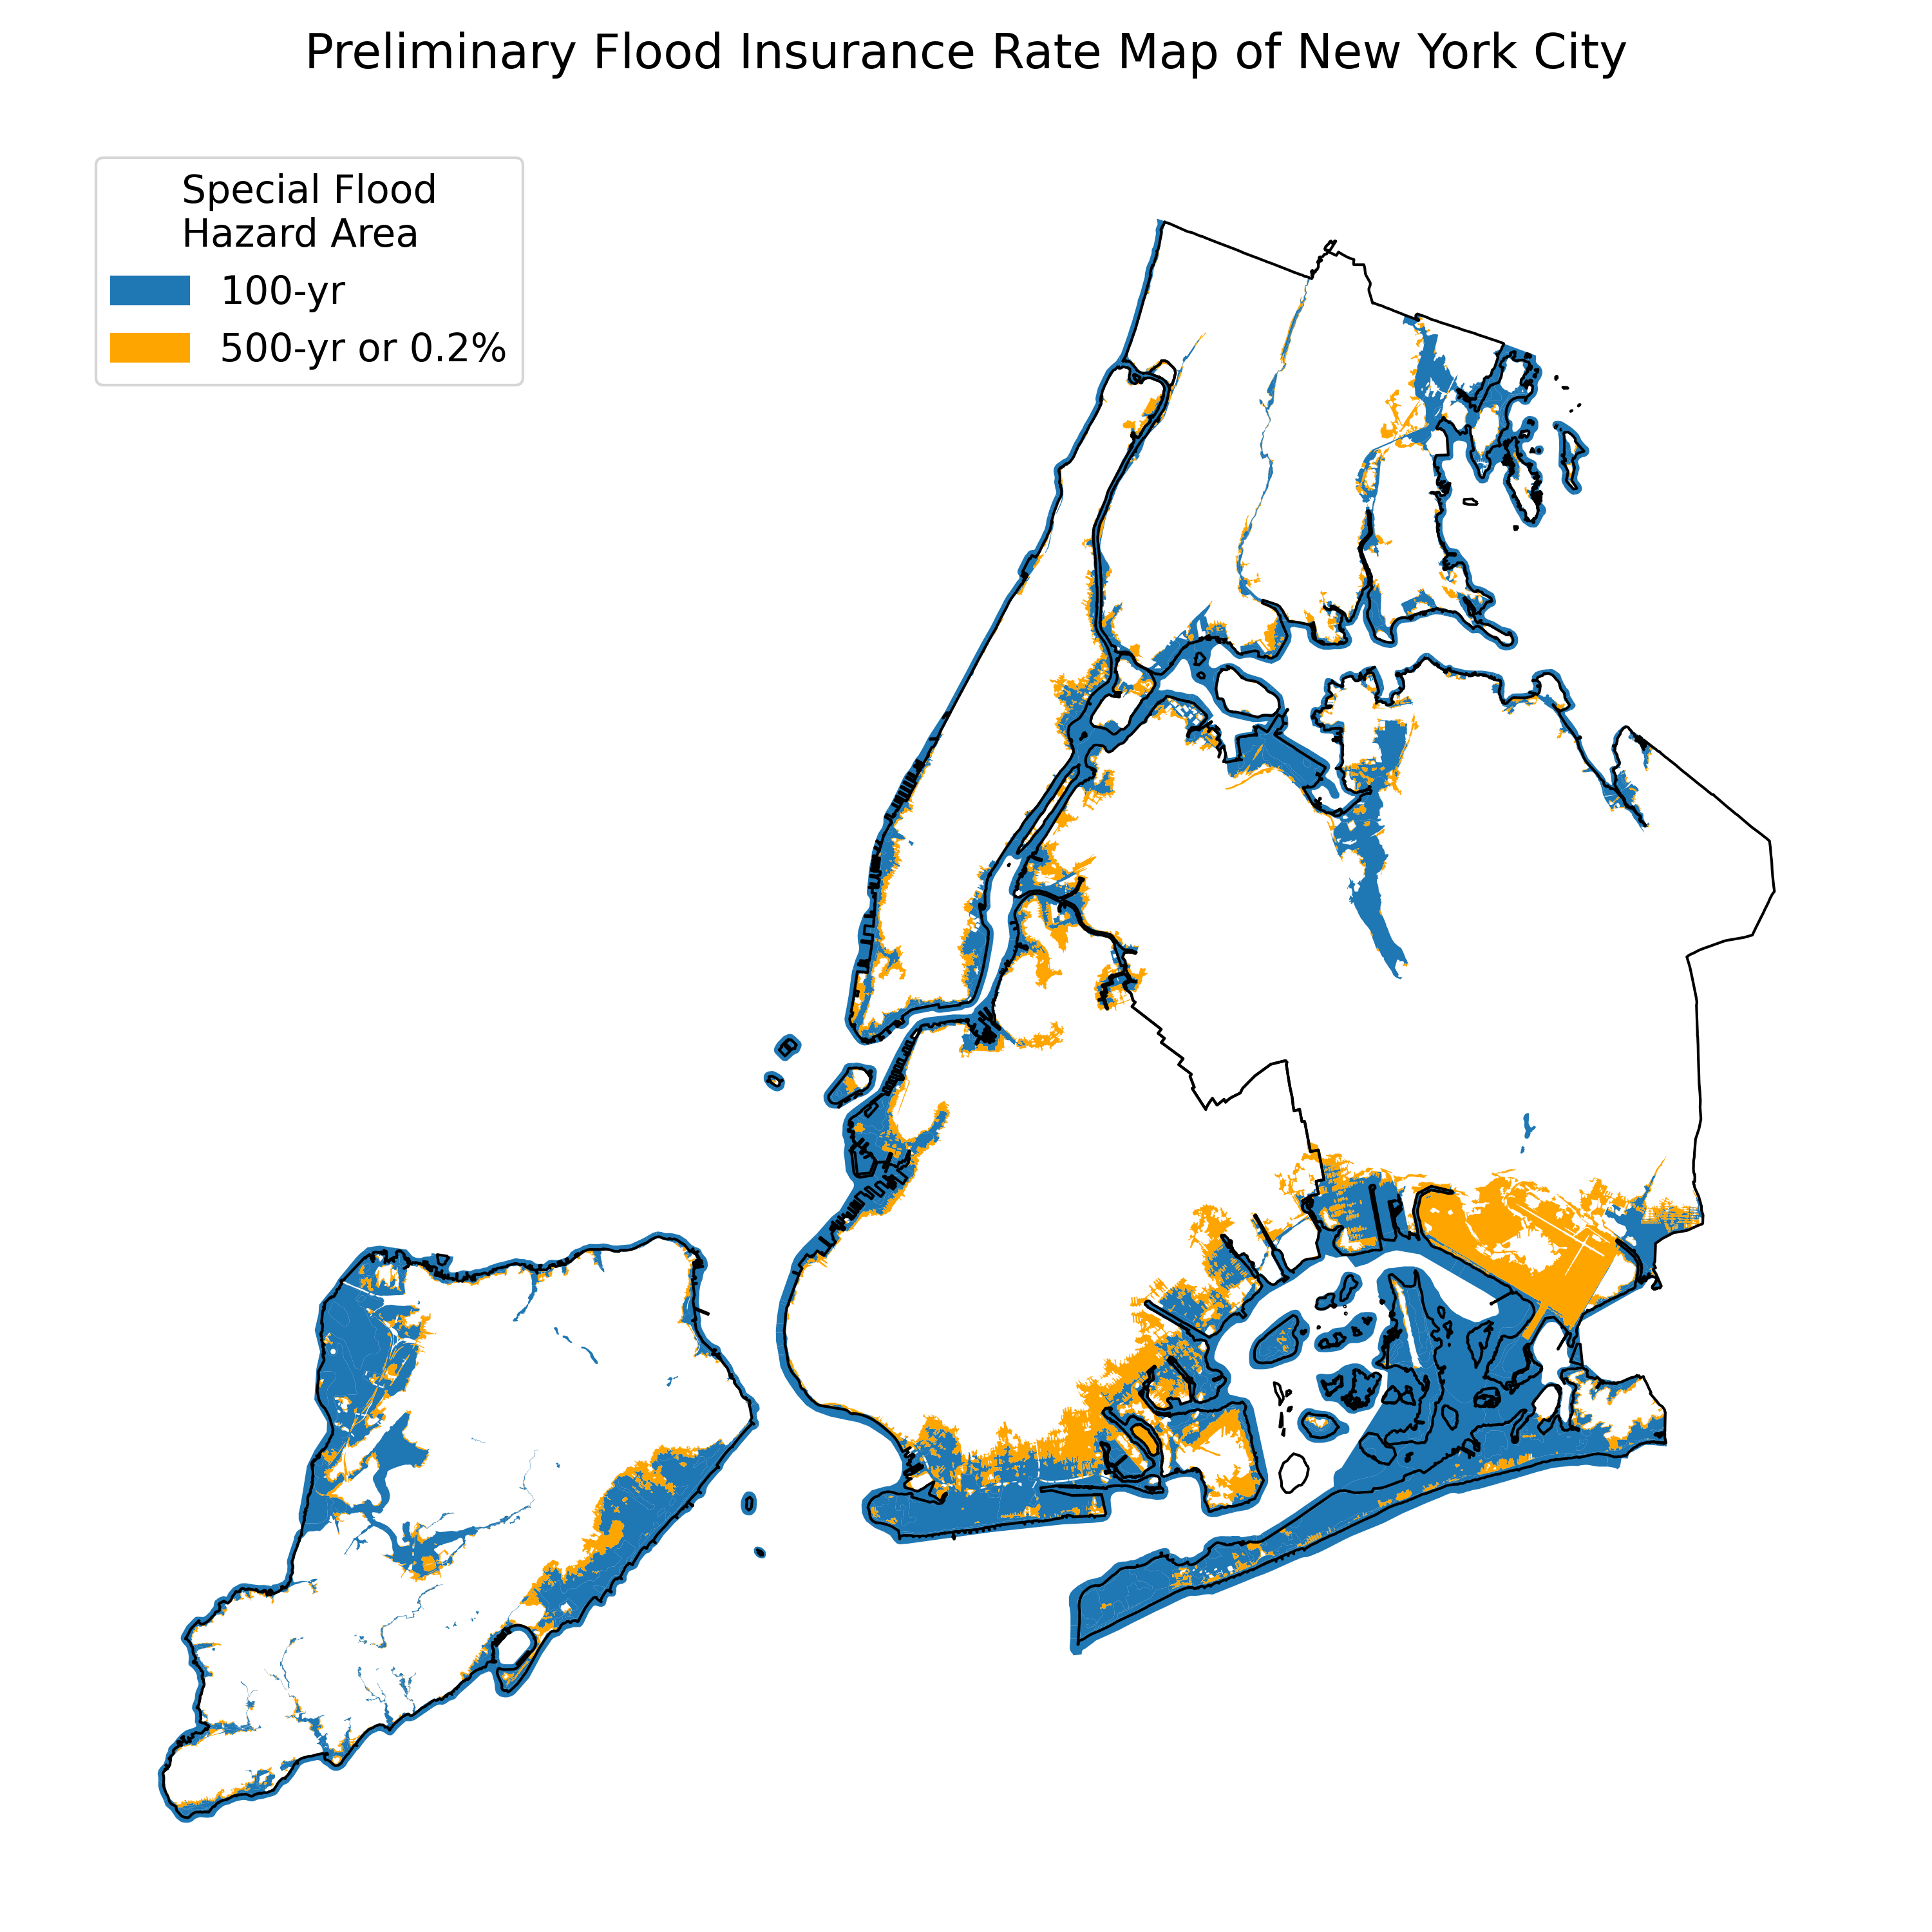 Preliminary Flood Insurance Rate Map of New York City
Special Flood
Hazard Area
100-yr
500-yr or 0.2%